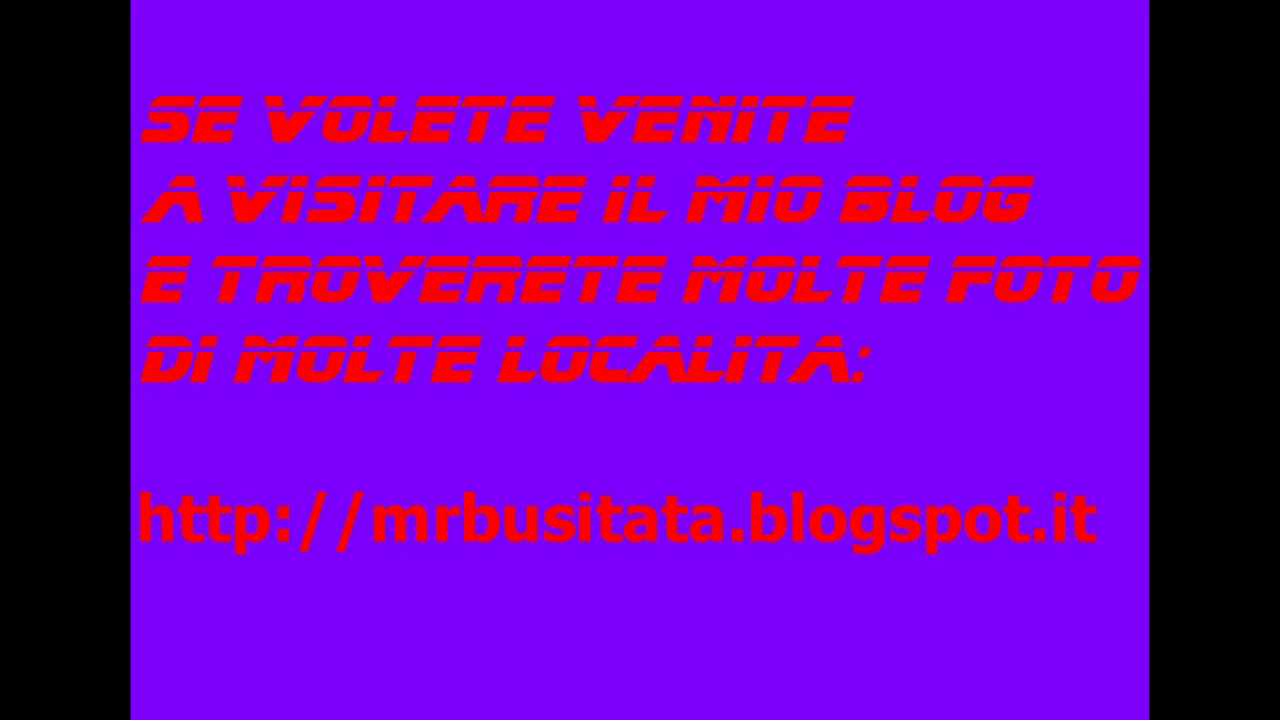 SE VOLETE VENITE
A VISITARE IL MIO BLOG
E TROVERETE MOLTE FOTO
DI MOLTE LOCALITA:
http://mrbusitata.blogspot.it